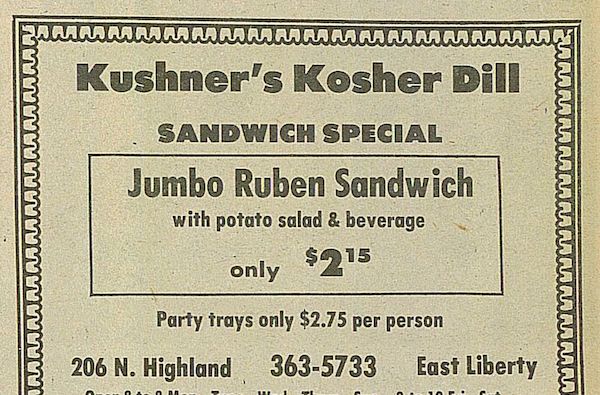 Kushner's Kosher Dill
SANDWICH SPECIAL
Jumbo Ruben Sandwich
with potato salad & beverage
only $2 15
Party trays only $2.75 per person
206 N. Highland 363-5733 East Liberty